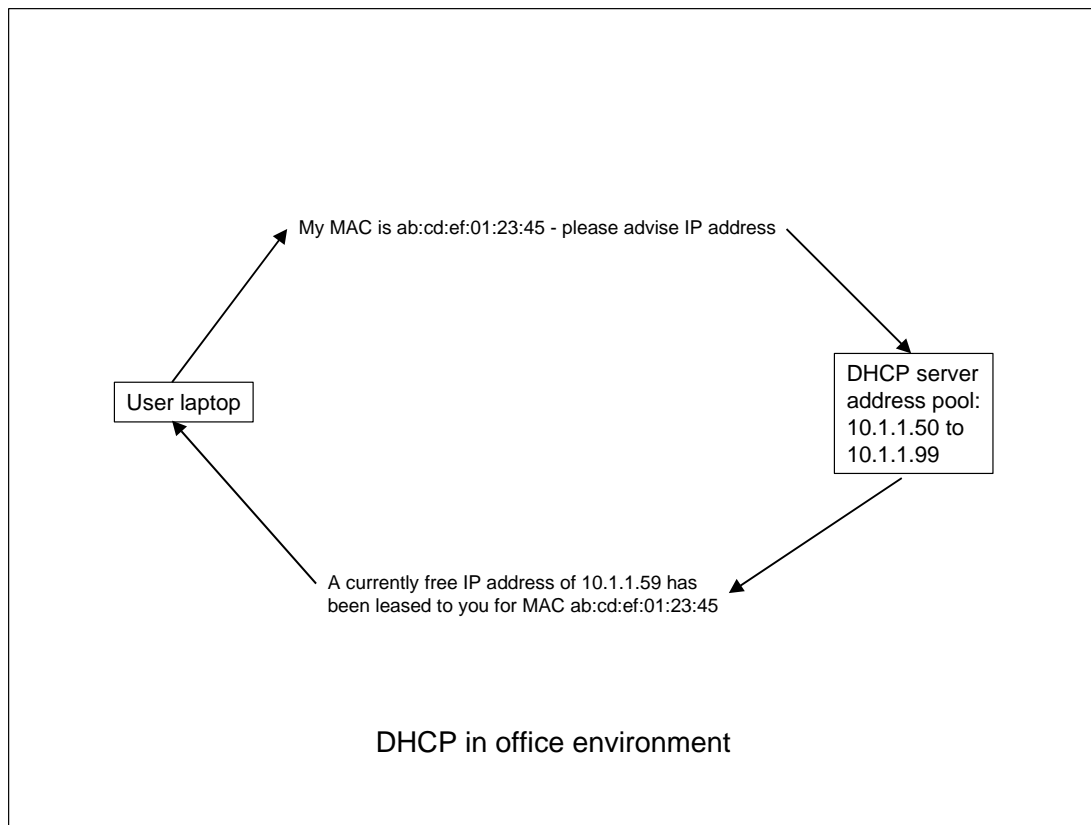 My MAC is ab:cd:ef:01:23:45 - please advise IP address
User laptop
DHCP server
address pool:
10.1.1.50 to
10.1.1.99
A currently free IP address of 10.1.1.59 has
been leased to you for MAC ab:cd:ef:01:23:45
DHCP in office environment